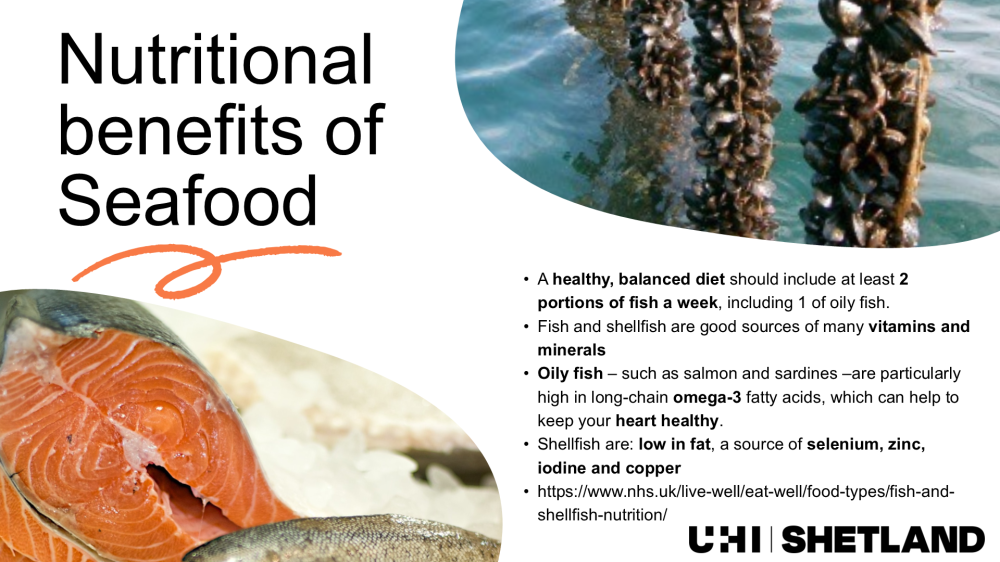 Nutritional
benefits of
Seafood
• A healthy, balanced diet should include at least 2
portions of fish a week, including 1 of oily fish.
• Fish and shellfish are good sources of many vitamins and
minerals
• Oily fish – such as salmon and sardines –are particularly
high in long-chain omega-3 fatty acids, which can help to
keep your heart healthy.
• Shellfish are: low in fat, a source of selenium, zinc,
iodine and copper
• https://www.nhs.uk/live-well/eat-well/food-types/fish-and-
shellfish-nutrition/
UHI | SHETLAND